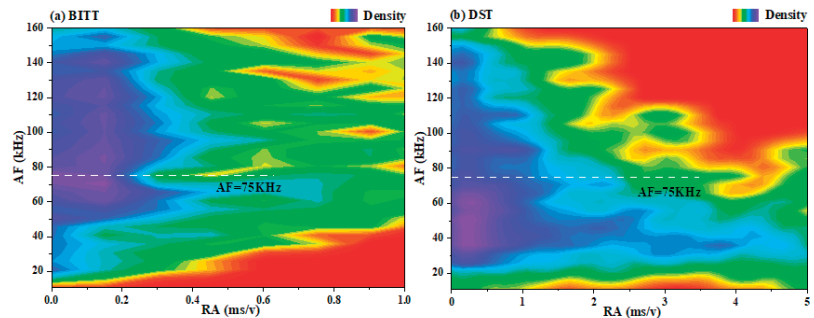 (a) BITT
Density
160
140
120
100
80
60
40
20
AF (kHz)
AF=75KHz
0.0 0.2 0.4 0.6 0.8 1.0
RA (ms/v)
(b) DST
Density
160
140
120
100
80
60
40
20
AF (kHz)
AF=75KHz
0 1 2 3 4 5
RA (ms/v)